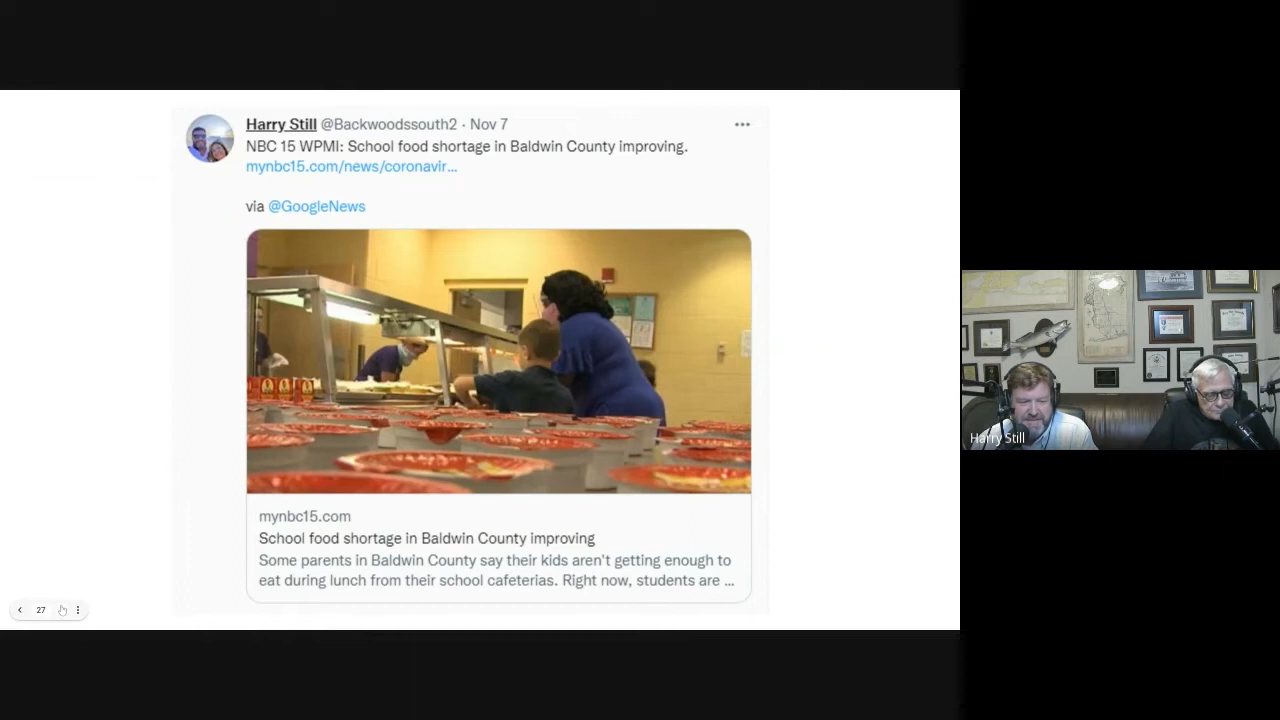 Harry Still @Backwoodssouth2 · Nov 7
NBC 15 WPMI: School food shortage in Baldwin County improving.
mynbc15.com/news/coronavir...
via @GoogleNews
mynbc15.com
School food shortage in Baldwin County improving
Some parents in Baldwin County say their kids aren't getting enough to
eat during lunch from their school cafeterias. Right now, students are ...
27
Harry Still